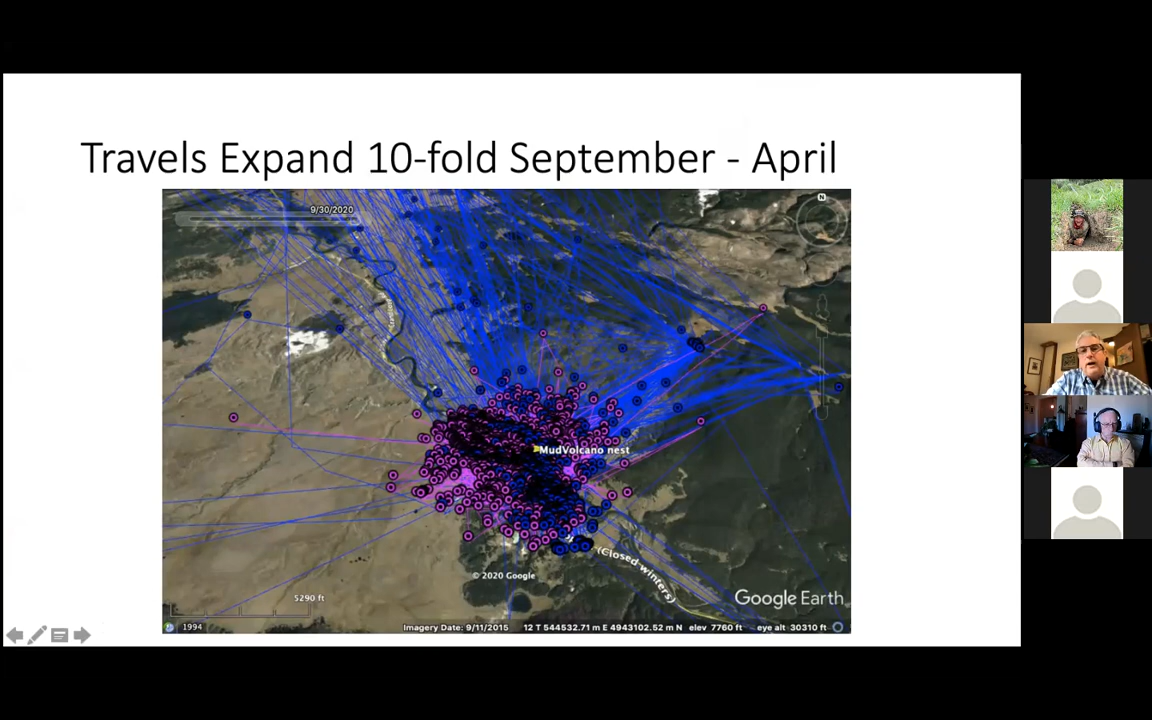 Travels Expand 10-fold September - April
9/30/2020
N
MudVolcano nest
(Closed winters)
© 2020 Google
Google Earth
5290 ft
1994
Imagery Date: 9/11/2015 12 T 544532.71 m E 4943102.52 m N elev 7760 ft eye alt 30310 ft